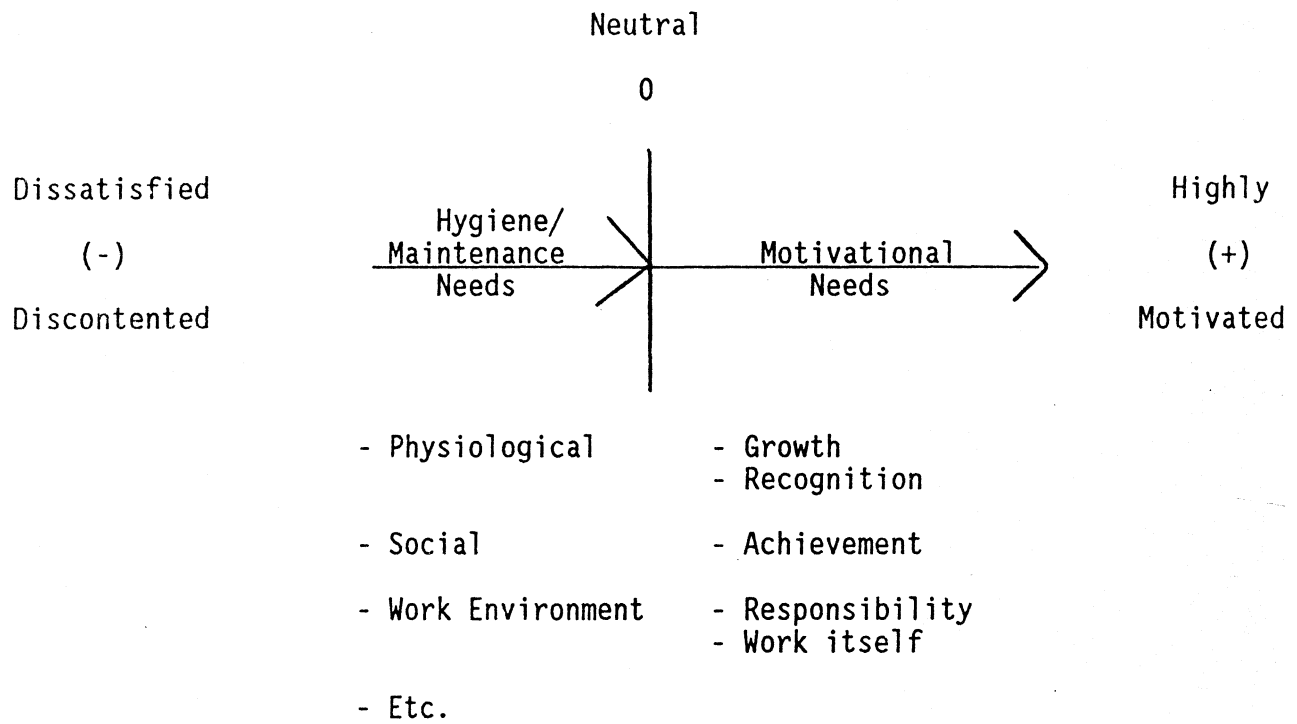 Neutral
0
Dissatisfied
(-)
Discontented
Hygiene/
Maintenance
Needs
Motivational
Needs
Highly
(+)
Motivated
- Physiological
- Social
- Work Environment
- Etc.
- Growth
- Recognition
- Achievement
- Responsibility
- Work itself